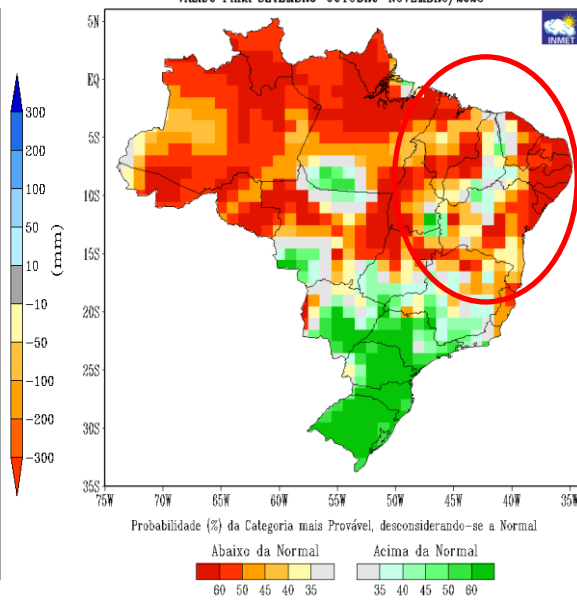 INMET
300
200
100
50
10
-10
-50
-100
-200
-300
(mm)
5N
EQ
5S
10S
15S
20S
25S
30S
35S
75W 70W 65W 60W 55W 50W 45W 40W 35W
Probabilidade (%) da Categoria mais Provável, desconsiderando-se a Normal
Abaixo da Normal Acima da Normal
60 50 45 40 35 35 40 45 50 60